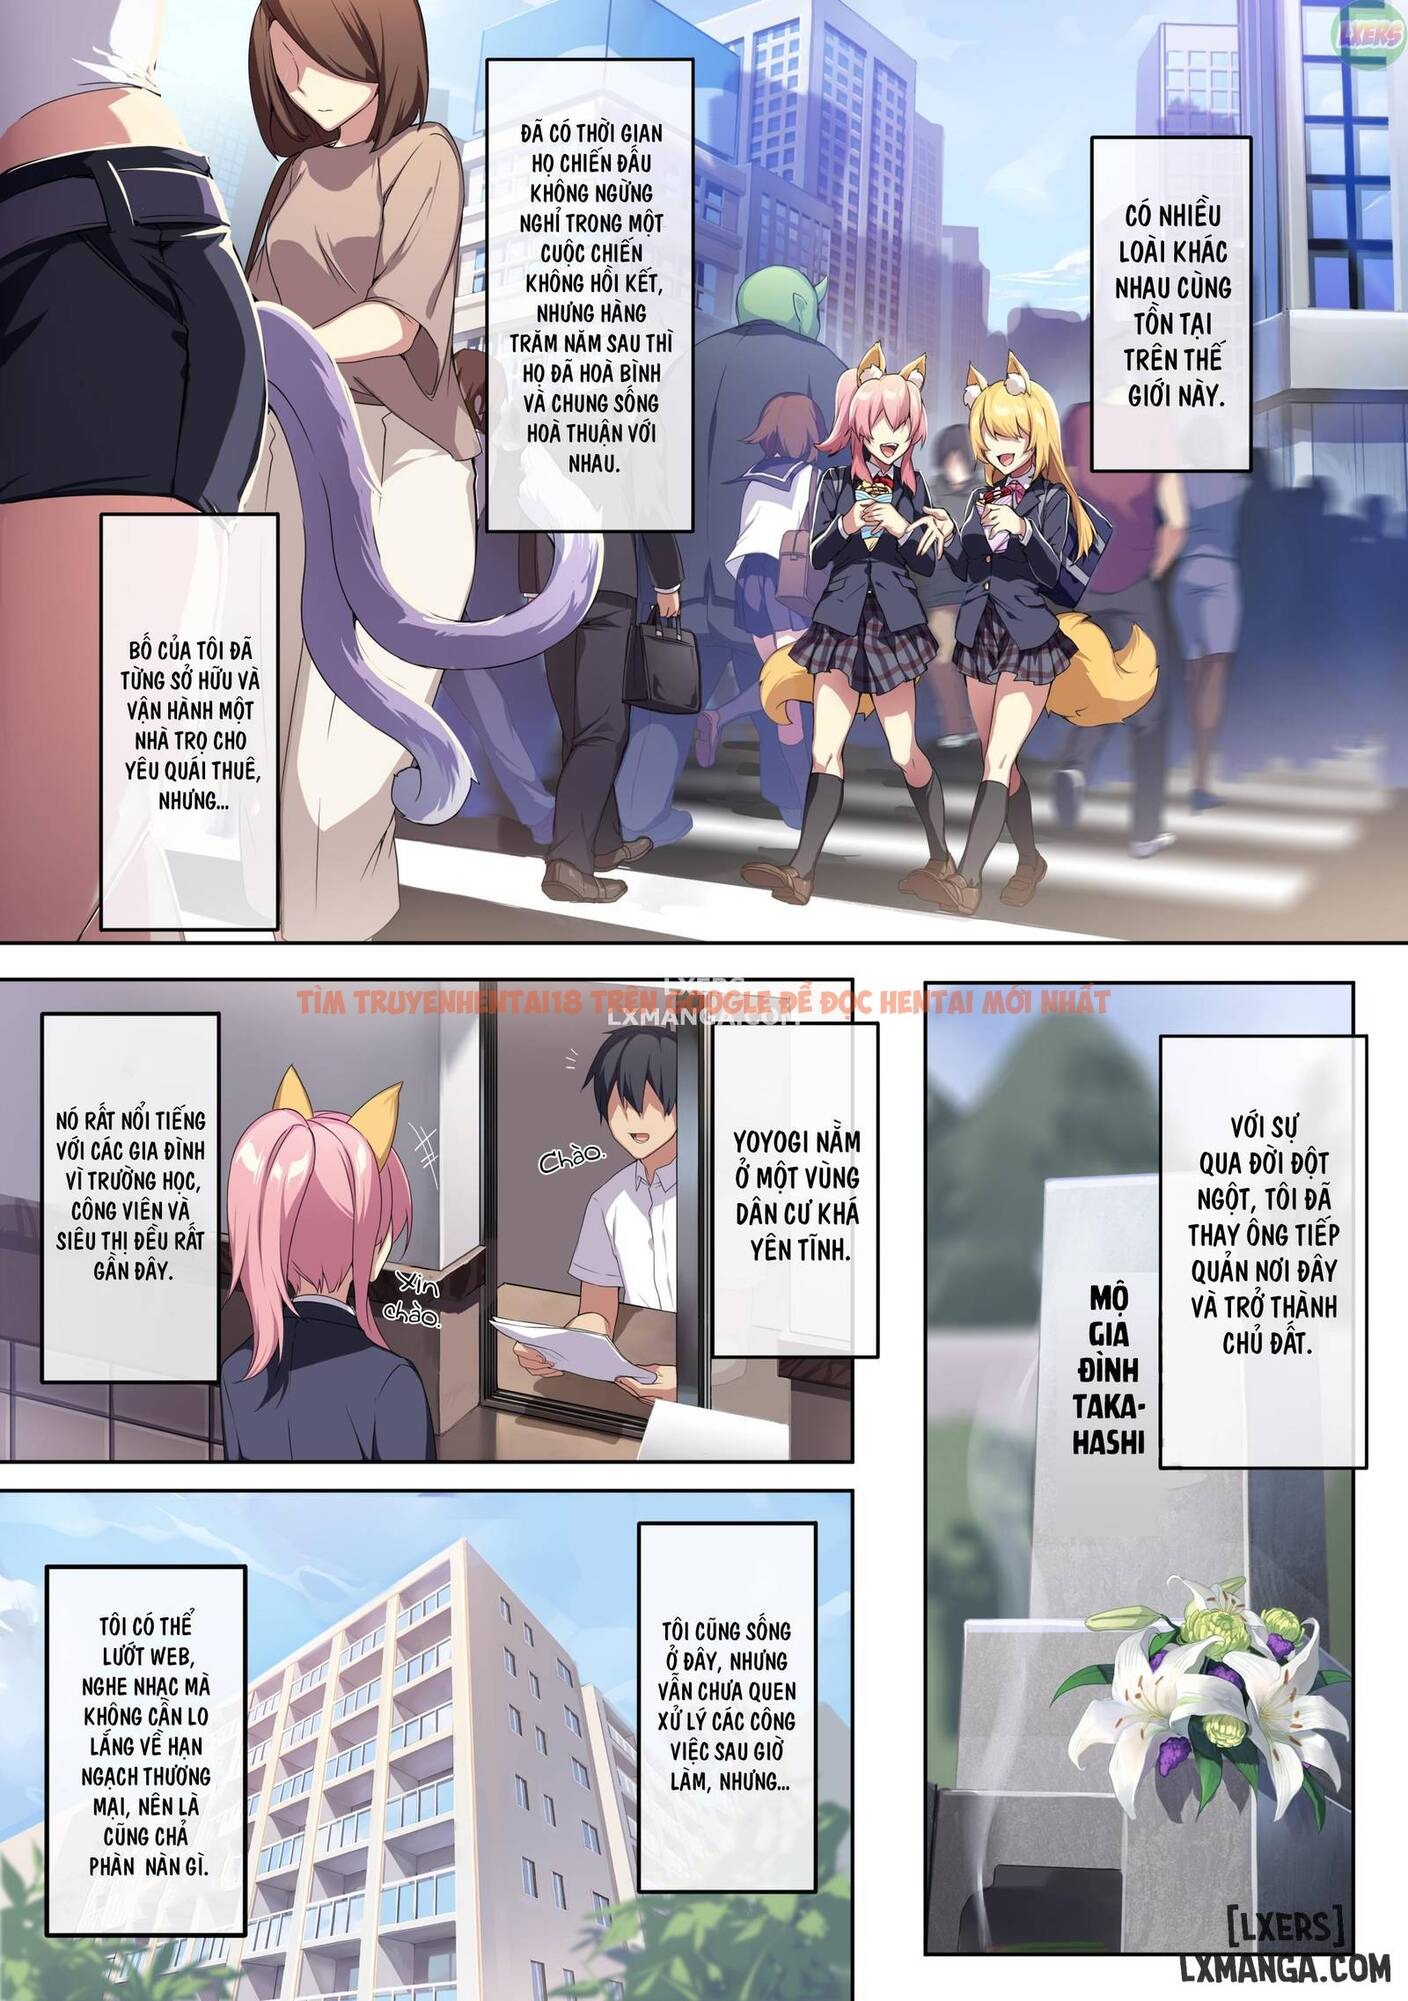 LXERS
CÓ NHIỀU
LOÀI KHÁC
NHAU CÙNG
TỒN TẠI
TRÊN THẾ
GIỚI NÀY.
ĐÃ CÓ THỜI GIAN
HỌ CHIẾN ĐẤU
KHÔNG NGỪNG
NGHỈ TRONG MỘT
CUỘC CHIẾN
KHÔNG HỒI KẾT,
NHƯNG HÀNG
TRĂM NĂM SAU THÌ
HỌ ĐÃ HOÀ BÌNH
VÀ CHUNG SỐNG
HOÀ THUẬN VỚI
NHAU.
BỐ CỦA TÔI ĐÃ
TỪNG SỞ HỮU VÀ
VẬN HÀNH MỘT
NHÀ TRỌ CHO
YÊU QUÁI THUÊ,
NHƯNG...
LXERS
TÌM TRUYENHENTAI18 TRÊN GOOGLE ĐỂ ĐỌC HENTAI MỚI NHẤT
LXMANGA.COM
VỚI SỰ
QUA ĐỜI ĐỘT
NGỘT, TÔI ĐÃ
THAY ÔNG TIẾP
QUẢN NƠI ĐÂY
VÀ TRỞ THÀNH
CHỦ ĐẤT.
MỘ
GIA
ĐÌNH
TAKA-
HASHI
YOYOGI NẰM
Ở MỘT VÙNG
DÂN CƯ KHÁ
YÊN TĨNH.
Chào.
Xin
chào.
NÓ RẤT NỔI TIẾNG
VỚI CÁC GIA ĐÌNH
VÌ TRƯỜNG HỌC,
CÔNG VIÊN VÀ
SIÊU THỊ ĐỀU RẤT
GẦN ĐÂY.
TÔI CŨNG SỐNG
Ở ĐÂY, NHƯNG
VẪN CHƯA QUEN
XỬ LÝ CÁC CÔNG
VIỆC SAU GIỜ
LÀM, NHƯNG...
TÔI CÓ THỂ
LƯỚT WEB,
NGHE NHẠC MÀ
KHÔNG CẦN LO
LẮNG VỀ HẠN
NGẠCH THƯƠNG
MẠI, NÊN LÀ
CŨNG CHẢ
PHÀN NÀN GÌ.
[LXERS]
LXMANGA.COM